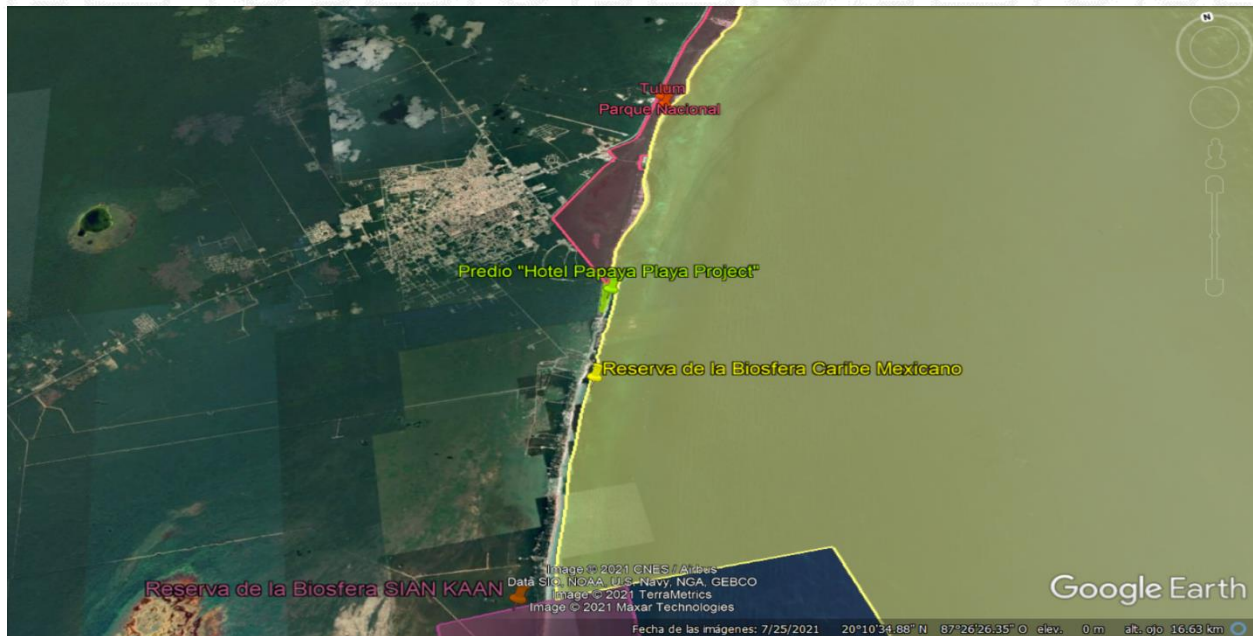 N
Tulum
Parque Nacional
Predio "Hotel Papaya Playa Project"
Reserva de la Biosfera Caribe Mexicano
Reserva de la Biosfera SIAN KAAN
Image © 2021 CNES / Airbus
Data SIO, NOAA, U.S. Navy, NGA, GEBCO
Image © 2021 TerraMetrics
Image © 2021 Maxar Technologies
Google Earth
Fecha de las imágenes: 7/25/2021 20°10'34.88" N 87°26'26.35" O elev. 0 m alt. ojo 16.63 km